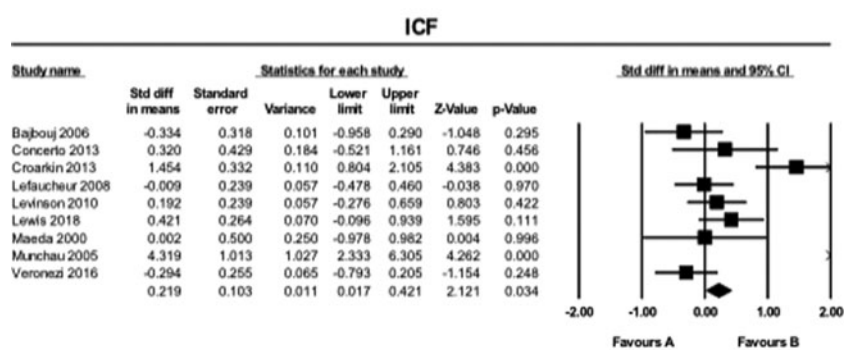 ICF
Study name Statistics for each study Std diff in means and 95% CI
Std diff Standard Lower Upper
in means error Variance limit limit Z-Value p-Value
Bajbouj 2006 -0.334 0.318 0.101 -0.958 0.290 -1.048 0.295
Concerto 2013 0.320 0.429 0.184 -0.521 1.161 0.746 0.456
Croarkin 2013 1.454 0.332 0.110 0.804 2.105 4.383 0.000
Lefaucheur 2008 -0.009 0.239 0.057 -0.478 0.460 -0.038 0.970
Levinson 2010 0.192 0.239 0.057 -0.276 0.659 0.803 0.422
Lewis 2018 0.421 0.264 0.070 -0.096 0.939 1.595 0.111
Maeda 2000 0.002 0.500 0.250 -0.978 0.982 0.004 0.996
Munchau 2005 4.319 1.013 1.027 2.333 6.305 4.262 0.000
Veronezi 2016 -0.294 0.255 0.065 -0.793 0.205 -1.154 0.248
0.219 0.103 0.011 0.017 0.421 2.121 0.034
-2.00 -1.00 0.00 1.00 2.00
Favours A Favours B